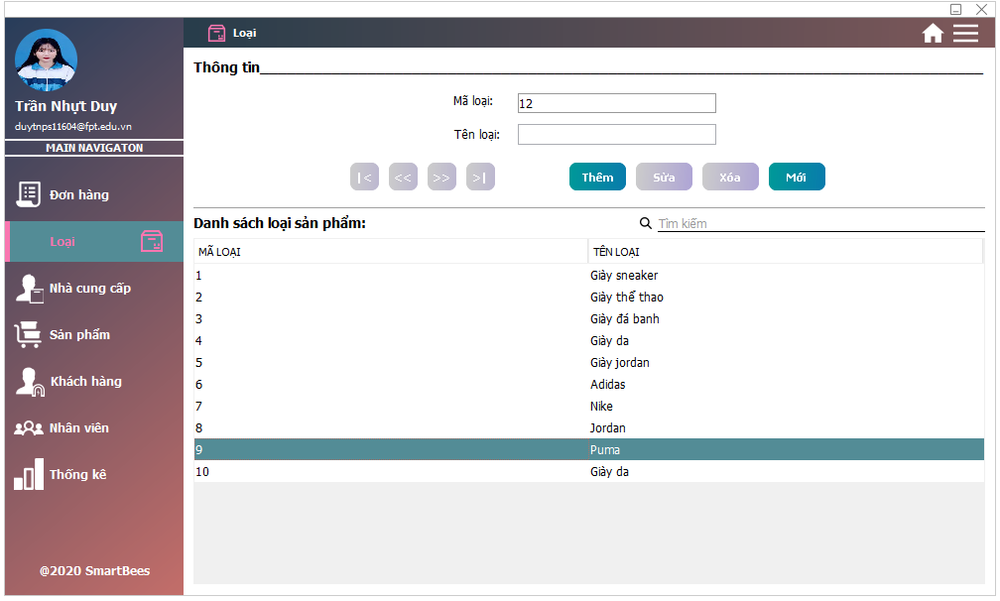 Loại
Trần Nhựt Duy
duytnps11604@fpt.edu.vn
MAIN NAVIGATON
Đơn hàng
Loại
Nhà cung cấp
Sản phẩm
Khách hàng
Nhân viên
Thống kê
@2020 SmartBees
Thông tin
Mã loại: 12
Tên loại:
|< << >> >| Thêm Sửa Xóa Mới
Danh sách loại sản phẩm: Tìm kiếm
MÃ LOẠI TÊN LOẠI
1 Giày sneaker
2 Giày thể thao
3 Giày đá banh
4 Giày da
5 Giày jordan
6 Adidas
7 Nike
8 Jordan
9 Puma
10 Giày da